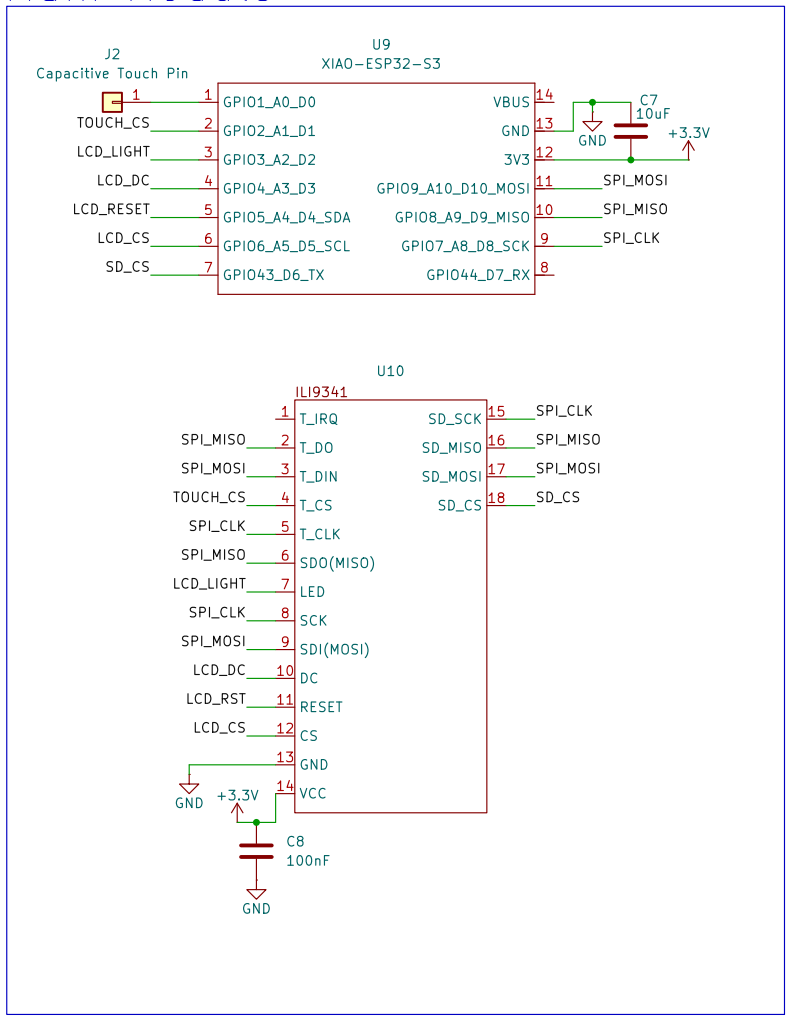 J2
Capacitive Touch Pin
1
U9
XIAO-ESP32-S3
1 GPIO1_A0_D0
TOUCH_CS 2 GPIO2_A1_D1
LCD_LIGHT 3 GPIO3_A2_D2
LCD_DC 4 GPIO4_A3_D3
LCD_RESET 5 GPIO5_A4_D4_SDA
LCD_CS 6 GPIO6_A5_D5_SCL
SD_CS 7 GPIO43_D6_TX
VBUS 14
GND 13
3V3 12
GPIO9_A10_D10_MOSI 11 SPI_MOSI
GPIO8_A9_D9_MISO 10 SPI_MISO
GPIO7_A8_D8_SCK 9 SPI_CLK
GPIO44_D7_RX 8
GND
C7
10uF
+3.3V
U10
ILI9341
1 T_IRQ
SPI_MISO 2 T_DO
SPI_MOSI 3 T_DIN
TOUCH_CS 4 T_CS
SPI_CLK 5 T_CLK
SPI_MISO 6 SDO(MISO)
LCD_LIGHT 7 LED
SPI_CLK 8 SCK
SPI_MOSI 9 SDI(MOSI)
LCD_DC 10 DC
LCD_RST 11 RESET
LCD_CS 12 CS
13 GND
14 VCC
SD_SCK 15 SPI_CLK
SD_MISO 16 SPI_MISO
SD_MOSI 17 SPI_MOSI
SD_CS 18 SD_CS
GND
+3.3V
C8
100nF
GND